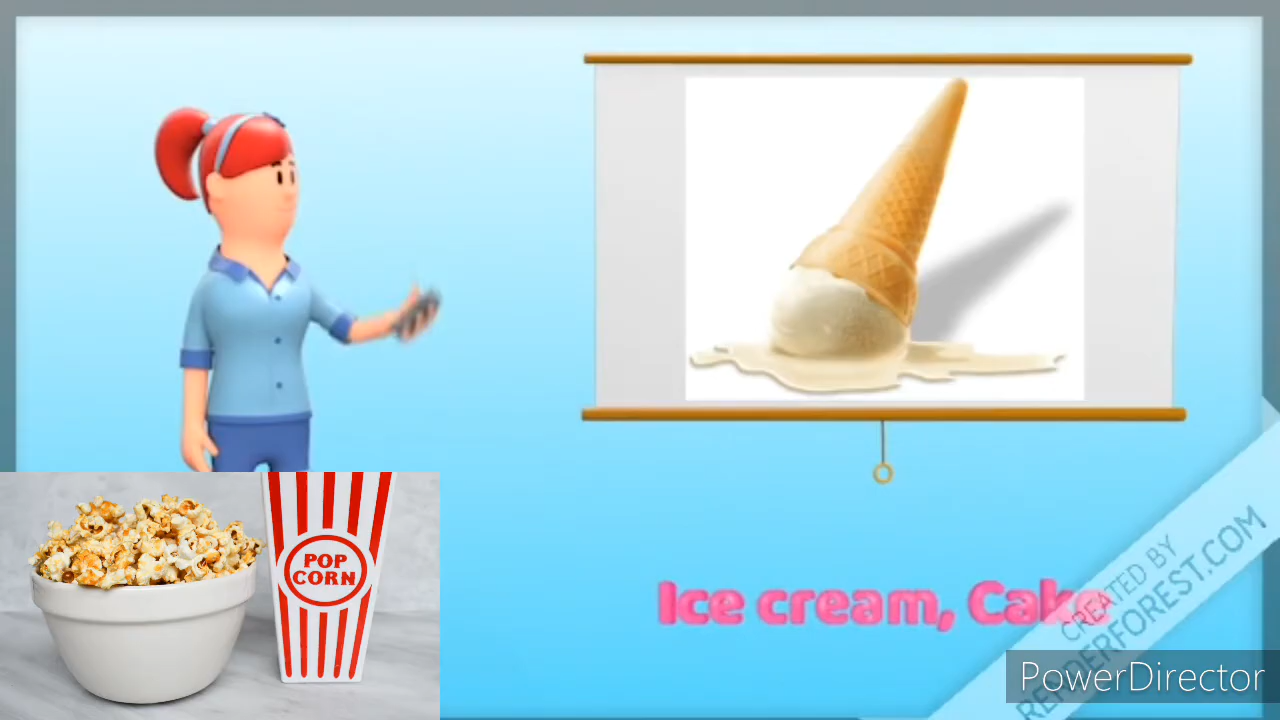 Ice cream, Cake
POP
CORN
CREATED BY
RENDERFOREST.COM
PowerDirector